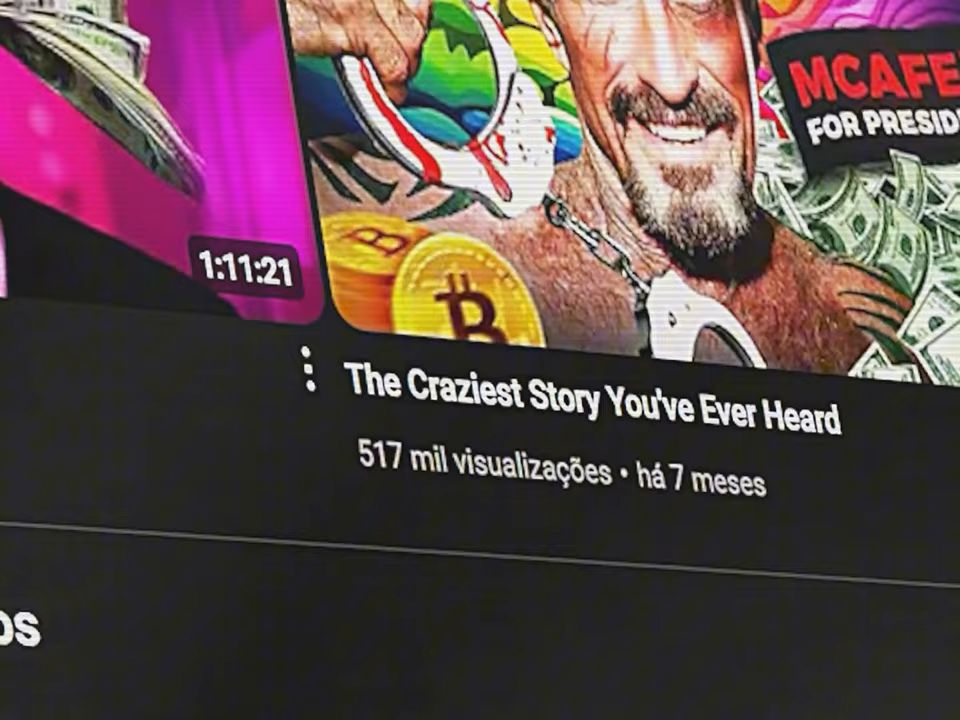 MCAFE
FOR PRESID
1:11:21
The Craziest Story You've Ever Heard
517 mil visualizações • há 7 meses
os